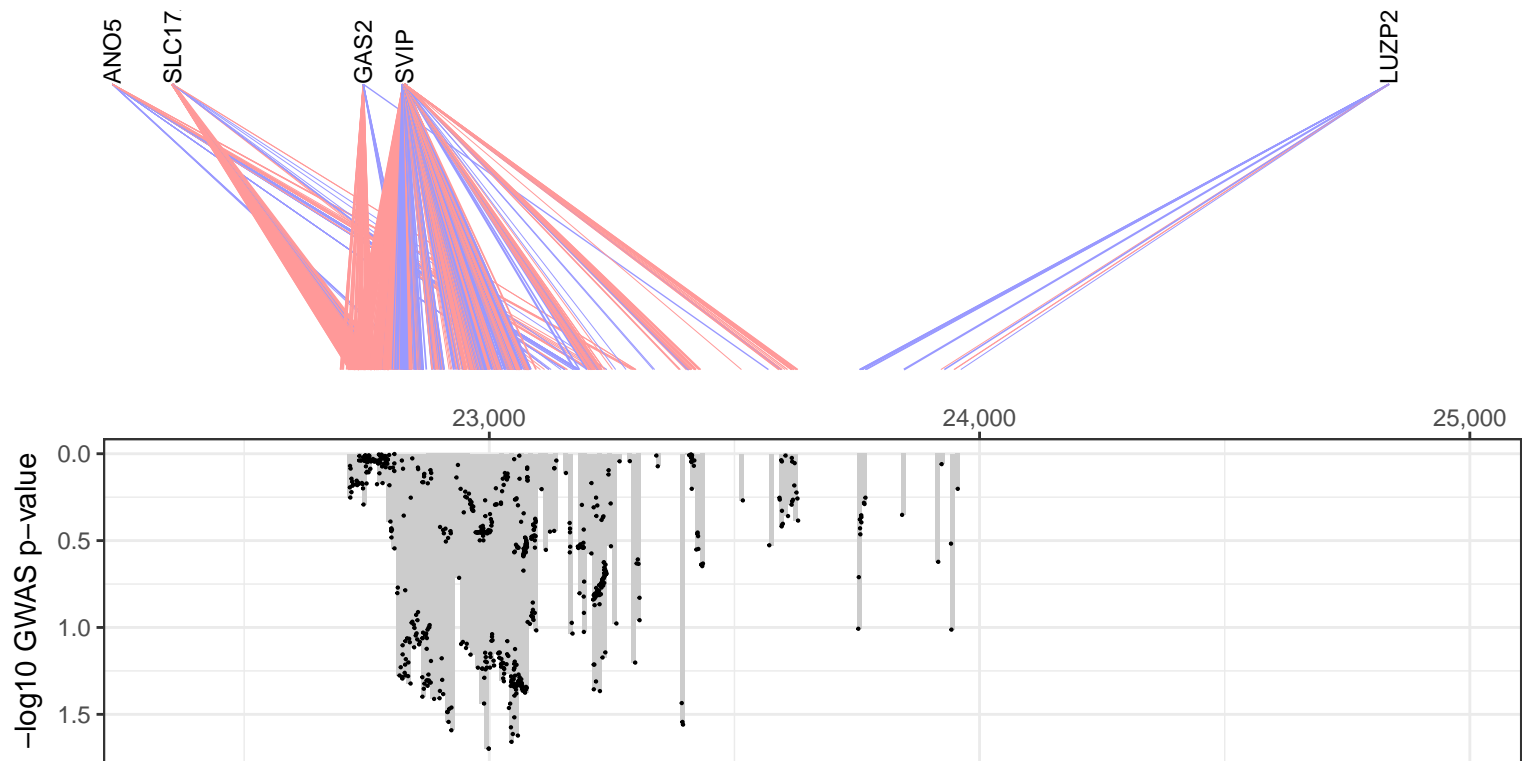 ANO5
SLC17.
GAS2
SVIP
LUZP2
23,000
24,000
25,000
0.0
0.5
1.0
1.5
−log10 GWAS p−value